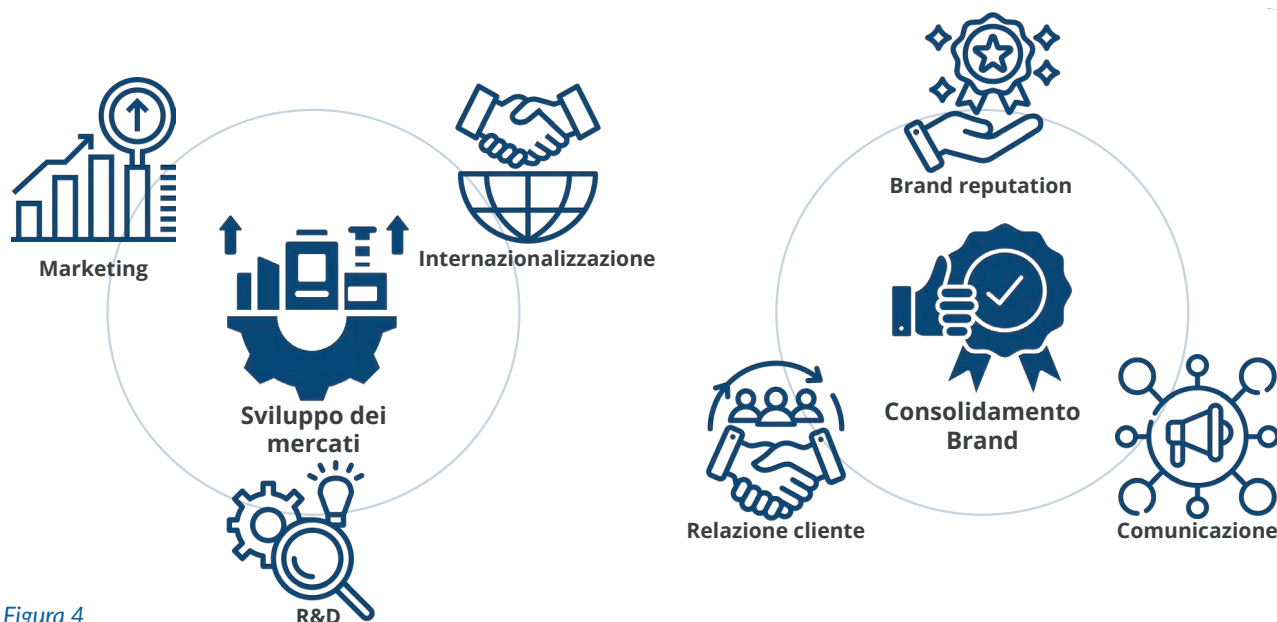 Marketing
Internazionalizzazione
Sviluppo dei
mercati
R&D
Brand reputation
Consolidamento
Brand
Relazione cliente
Comunicazione
Figura 4